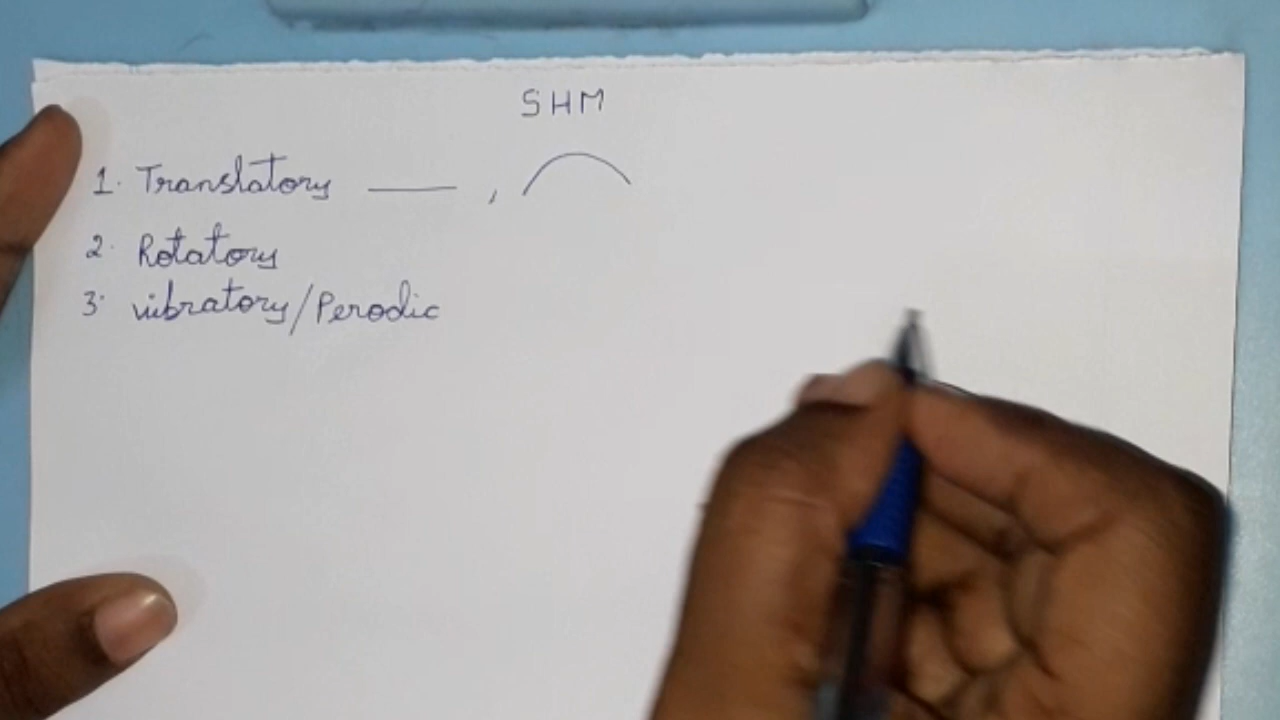 SHM
1. Translatory —— , ⌒
2. Rotatory
3. vibratory/Perodic